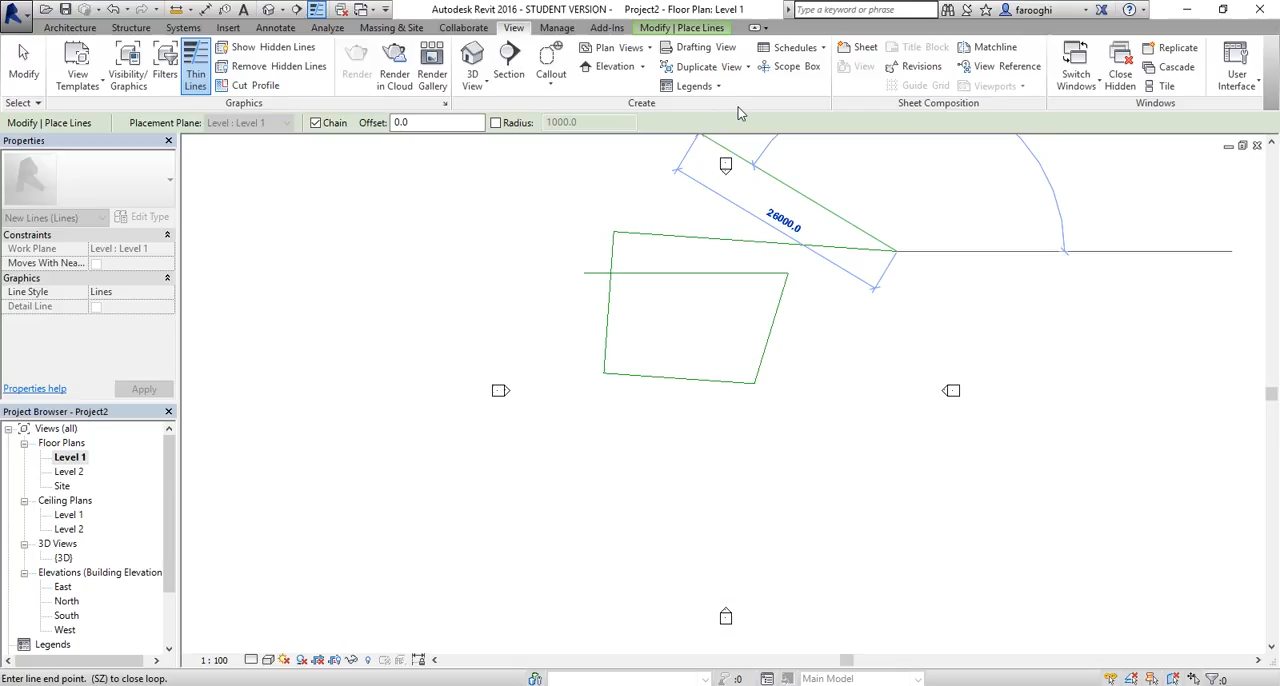 Autodesk Revit 2016 - STUDENT VERSION - Project2 - Floor Plan: Level 1
Type a keyword or phrase
farooghi
Architecture Structure Systems Insert Annotate Analyze Massing & Site Collaborate View Manage Add-Ins Modify | Place Lines
Modify
View Templates
Visibility/ Graphics
Filters
Thin Lines
Show Hidden Lines
Remove Hidden Lines
Cut Profile
Render
Render in Cloud
Render Gallery
3D View
Section
Callout
Plan Views
Elevation
Drafting View
Duplicate View
Legends
Schedules
Scope Box
Sheet
View
Title Block
Revisions
Guide Grid
Matchline
View Reference
Viewports
Switch Windows
Close Hidden
Replicate
Cascade
Tile
User Interface
Select Graphics Create Sheet Composition Windows
Modify | Place Lines Placement Plane: Level : Level 1 Chain Offset: 0.0 Radius: 1000.0
Properties
New Lines (Lines) Edit Type
Constraints
Work Plane Level : Level 1
Moves With Nea...
Graphics
Line Style Lines
Detail Line
Properties help Apply
26000.0
Project Browser - Project2
Views (all)
Floor Plans
Level 1
Level 2
Site
Ceiling Plans
Level 1
Level 2
3D Views
{3D}
Elevations (Building Elevation
East
North
South
West
Legends
1 : 100
Enter line end point. (SZ) to close loop. :0 Main Model :0